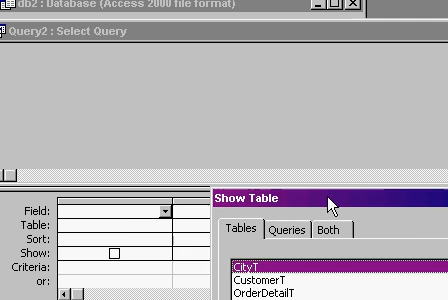 db2 : Database (Access 2000 file format)
Query2 : Select Query
Show Table
Tables
Queries
Both
CityT
CustomerT
OrderDetailT
Field:
Table:
Sort:
Show:
Criteria:
or: